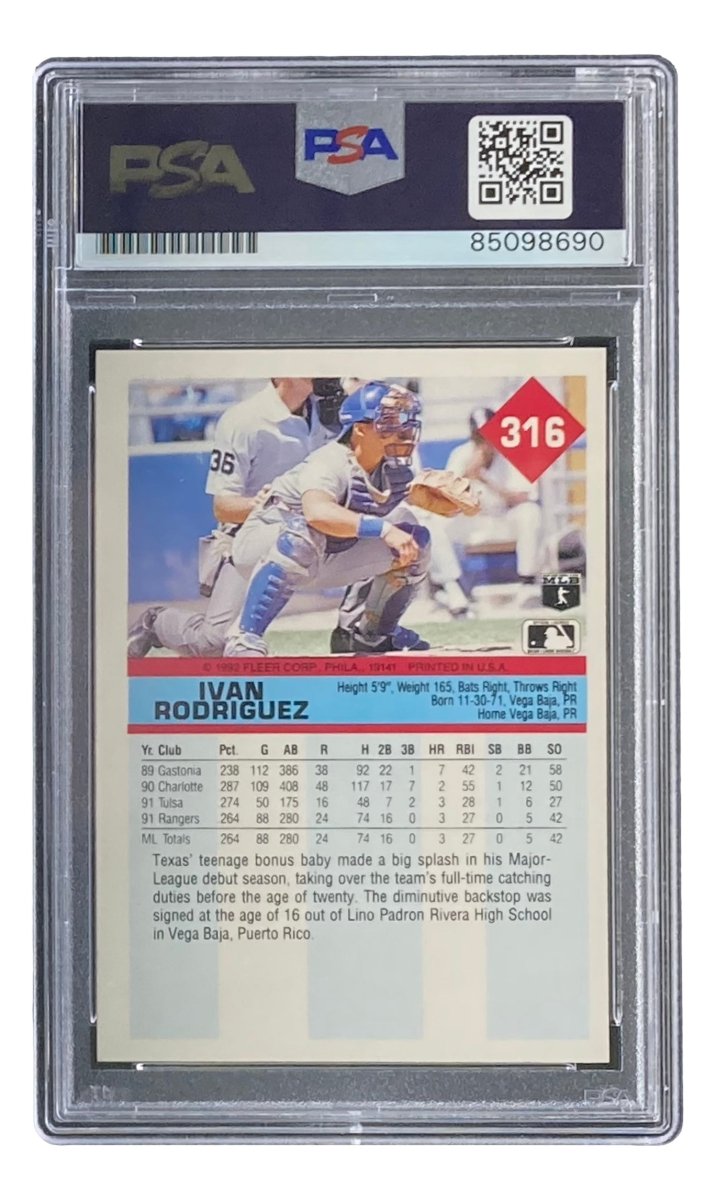 PSA
PSA
85098690
316
36
MLB
© 1992 FLEER CORP., PHILA., 19141 PRINTED IN U.S.A.
IVAN
RODRIGUEZ
Height 5'9", Weight 165, Bats Right, Throws Right
Born 11-30-71, Vega Baja, PR
Home Vega Baja, PR
Yr. Club Pct. G AB R H 2B 3B HR RBI SB BB SO
89 Gastonia 238 112 386 38 92 22 1 7 42 2 21 58
90 Charlotte 287 109 408 48 117 17 7 2 55 1 12 50
91 Tulsa 274 50 175 16 48 7 2 3 28 1 6 27
91 Rangers 264 88 280 24 74 16 0 3 27 0 5 42
ML Totals 264 88 280 24 74 16 0 3 27 0 5 42
Texas' teenage bonus baby made a big splash in his Major-
League debut season, taking over the team's full-time catching
duties before the age of twenty. The diminutive backstop was
signed at the age of 16 out of Lino Padron Rivera High School
in Vega Baja, Puerto Rico.
PSA